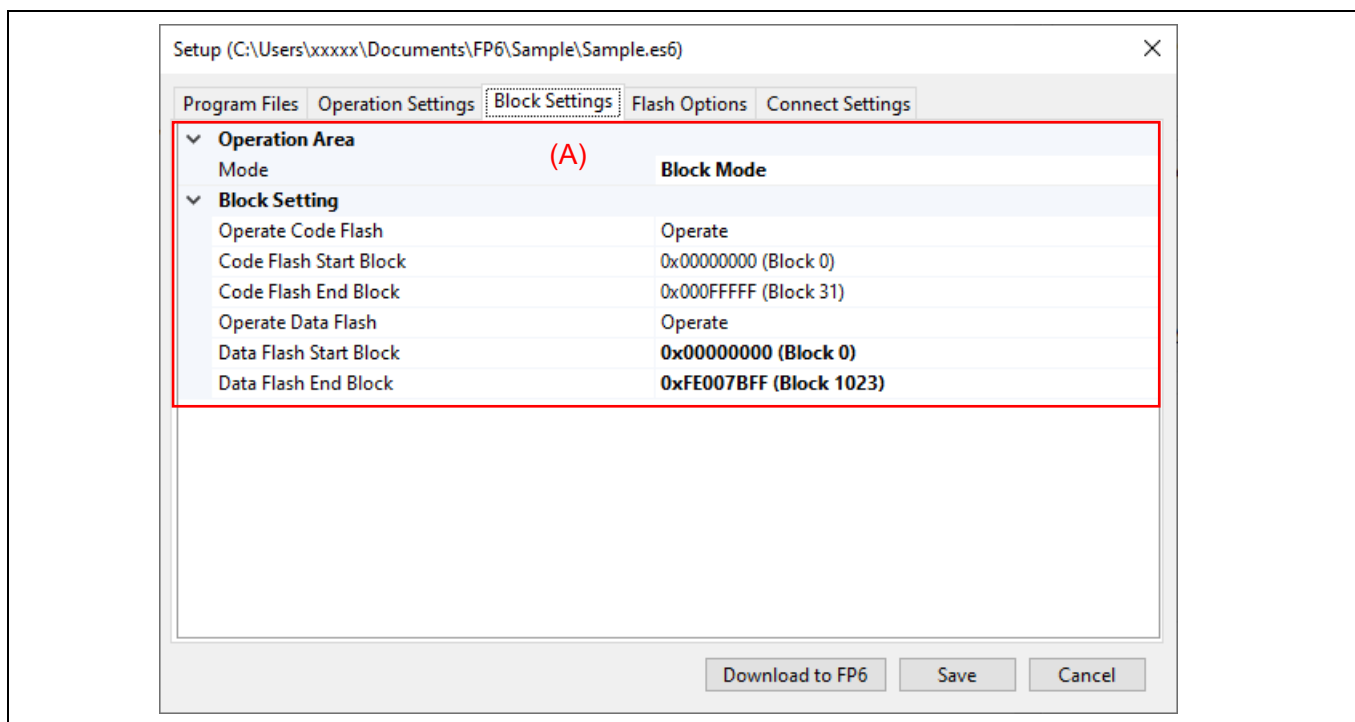 Setup (C:\Users\xxxxx\Documents\FP6\Sample\Sample.es6)
Program Files Operation Settings Block Settings Flash Options Connect Settings
Operation Area
(A)
Mode Block Mode
Block Setting
Operate Code Flash Operate
Code Flash Start Block 0x00000000 (Block 0)
Code Flash End Block 0x000FFFFF (Block 31)
Operate Data Flash Operate
Data Flash Start Block 0x00000000 (Block 0)
Data Flash End Block 0xFE007BFF (Block 1023)
Download to FP6 Save Cancel